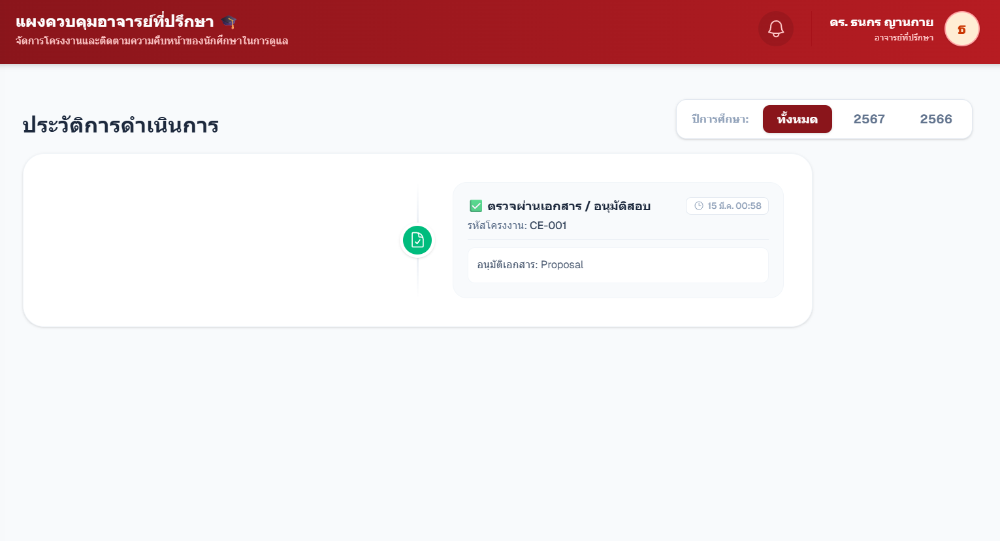 แผงควบคุมอาจารย์ที่ปรึกษา 🎓
จัดการโครงงานและติดตามความคืบหน้าของนักศึกษาในการดูแล
ดร. ธนกร ญานกาย
อาจารย์ที่ปรึกษา
ธ
ประวัติการดำเนินการ
ปีการศึกษา: ทั้งหมด 2567 2566
✅ ตรวจผ่านเอกสาร / อนุมัติสอบ 15 มี.ค. 00:58
รหัสโครงงาน: CE-001
อนุมัติเอกสาร: Proposal